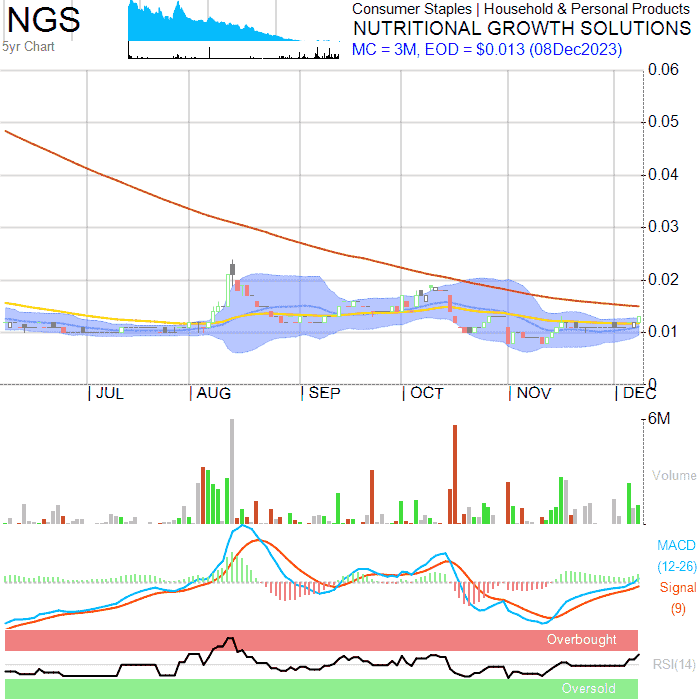 NGS
5yr Chart
Consumer Staples | Household & Personal Products
NUTRITIONAL GROWTH SOLUTIONS
MC = 3M, EOD = $0.013 (08Dec2023)
0.06
0.05
0.04
0.03
0.02
0.01
0
| JUL | AUG | SEP | OCT | NOV | DEC
6M
Volume
MACD
(12-26)
Signal
(9)
Overbought
RSI(14)
Oversold